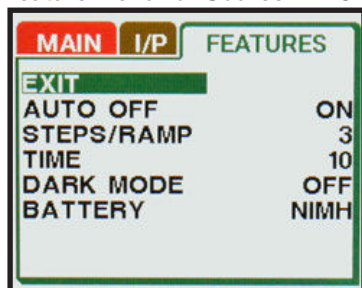 MAIN I/P FEATURES
EXIT
AUTO OFF ON
STEPS/RAMP 3
TIME 10
DARK MODE OFF
BATTERY NIMH